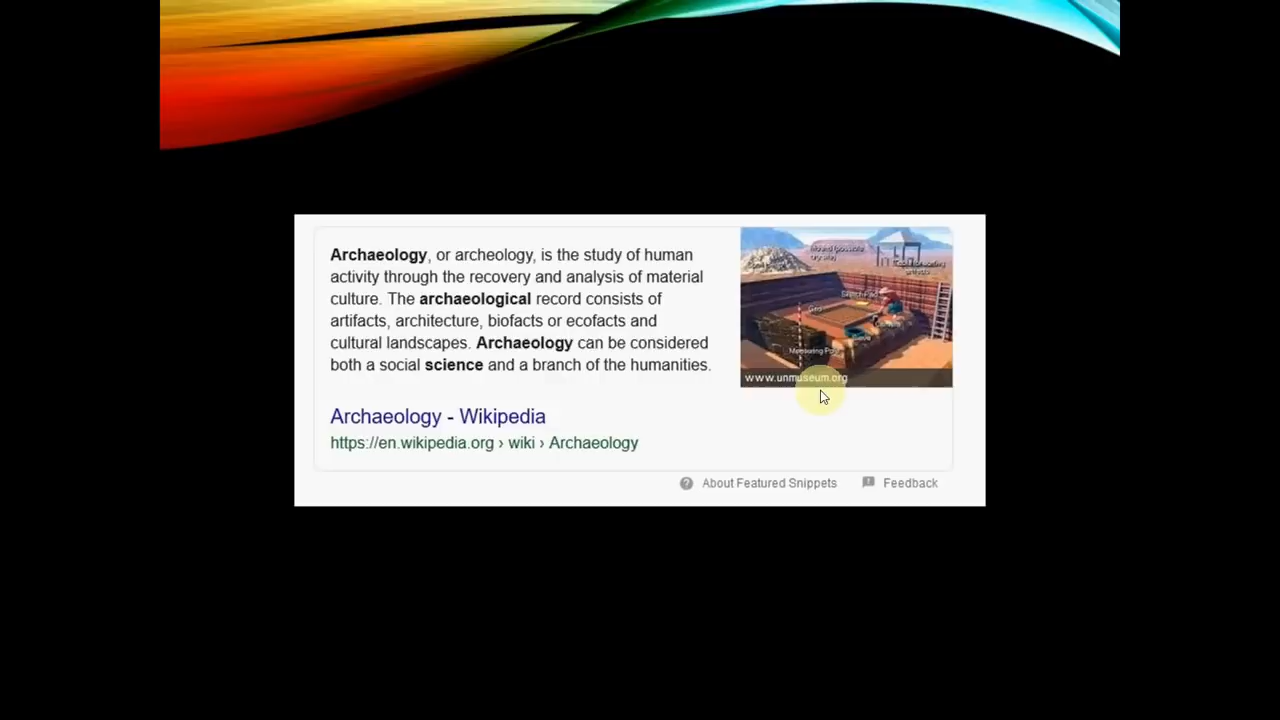 Archaeology, or archeology, is the study of human
activity through the recovery and analysis of material
culture. The archaeological record consists of
artifacts, architecture, biofacts or ecofacts and
cultural landscapes. Archaeology can be considered
both a social science and a branch of the humanities.
Grid
Measuring Pole
www.unmuseum.org
Archaeology - Wikipedia
https://en.wikipedia.org › wiki › Archaeology
About Featured Snippets
Feedback